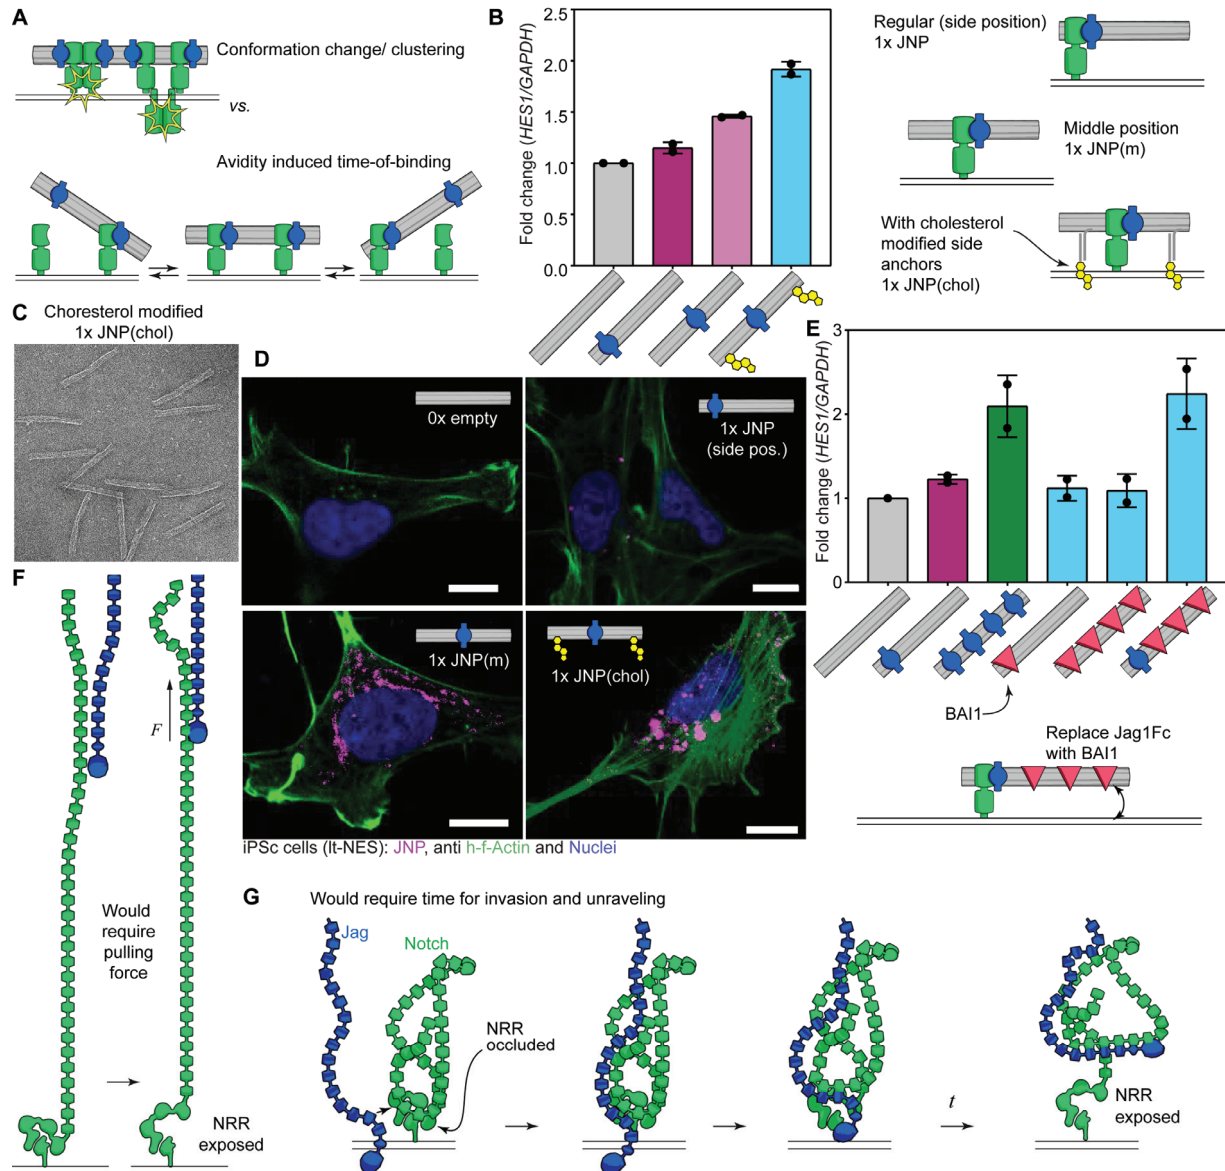 A
Conformation change/ clustering
vs.
Avidity induced time-of-binding
B
Fold change (HES1/GAPDH)
2.5
2.0
1.5
1.0
0.5
0.0
Regular (side position)
1x JNP
Middle position
1x JNP(m)
With cholesterol
modified side
anchors
1x JNP(chol)
C
Choresterol modified
1x JNP(chol)
D
0x empty
1x JNP
(side pos.)
1x JNP(m)
1x JNP(chol)
iPSc cells (lt-NES): JNP, anti h-f-Actin and Nuclei
E
Fold change (HES1/GAPDH)
3
2
1
0
BAI1
Replace Jag1Fc
with BAI1
F
F
Would
require
pulling
force
NRR
exposed
G
Would require time for invasion and unraveling
Jag
Notch
NRR
occluded
t
NRR
exposed